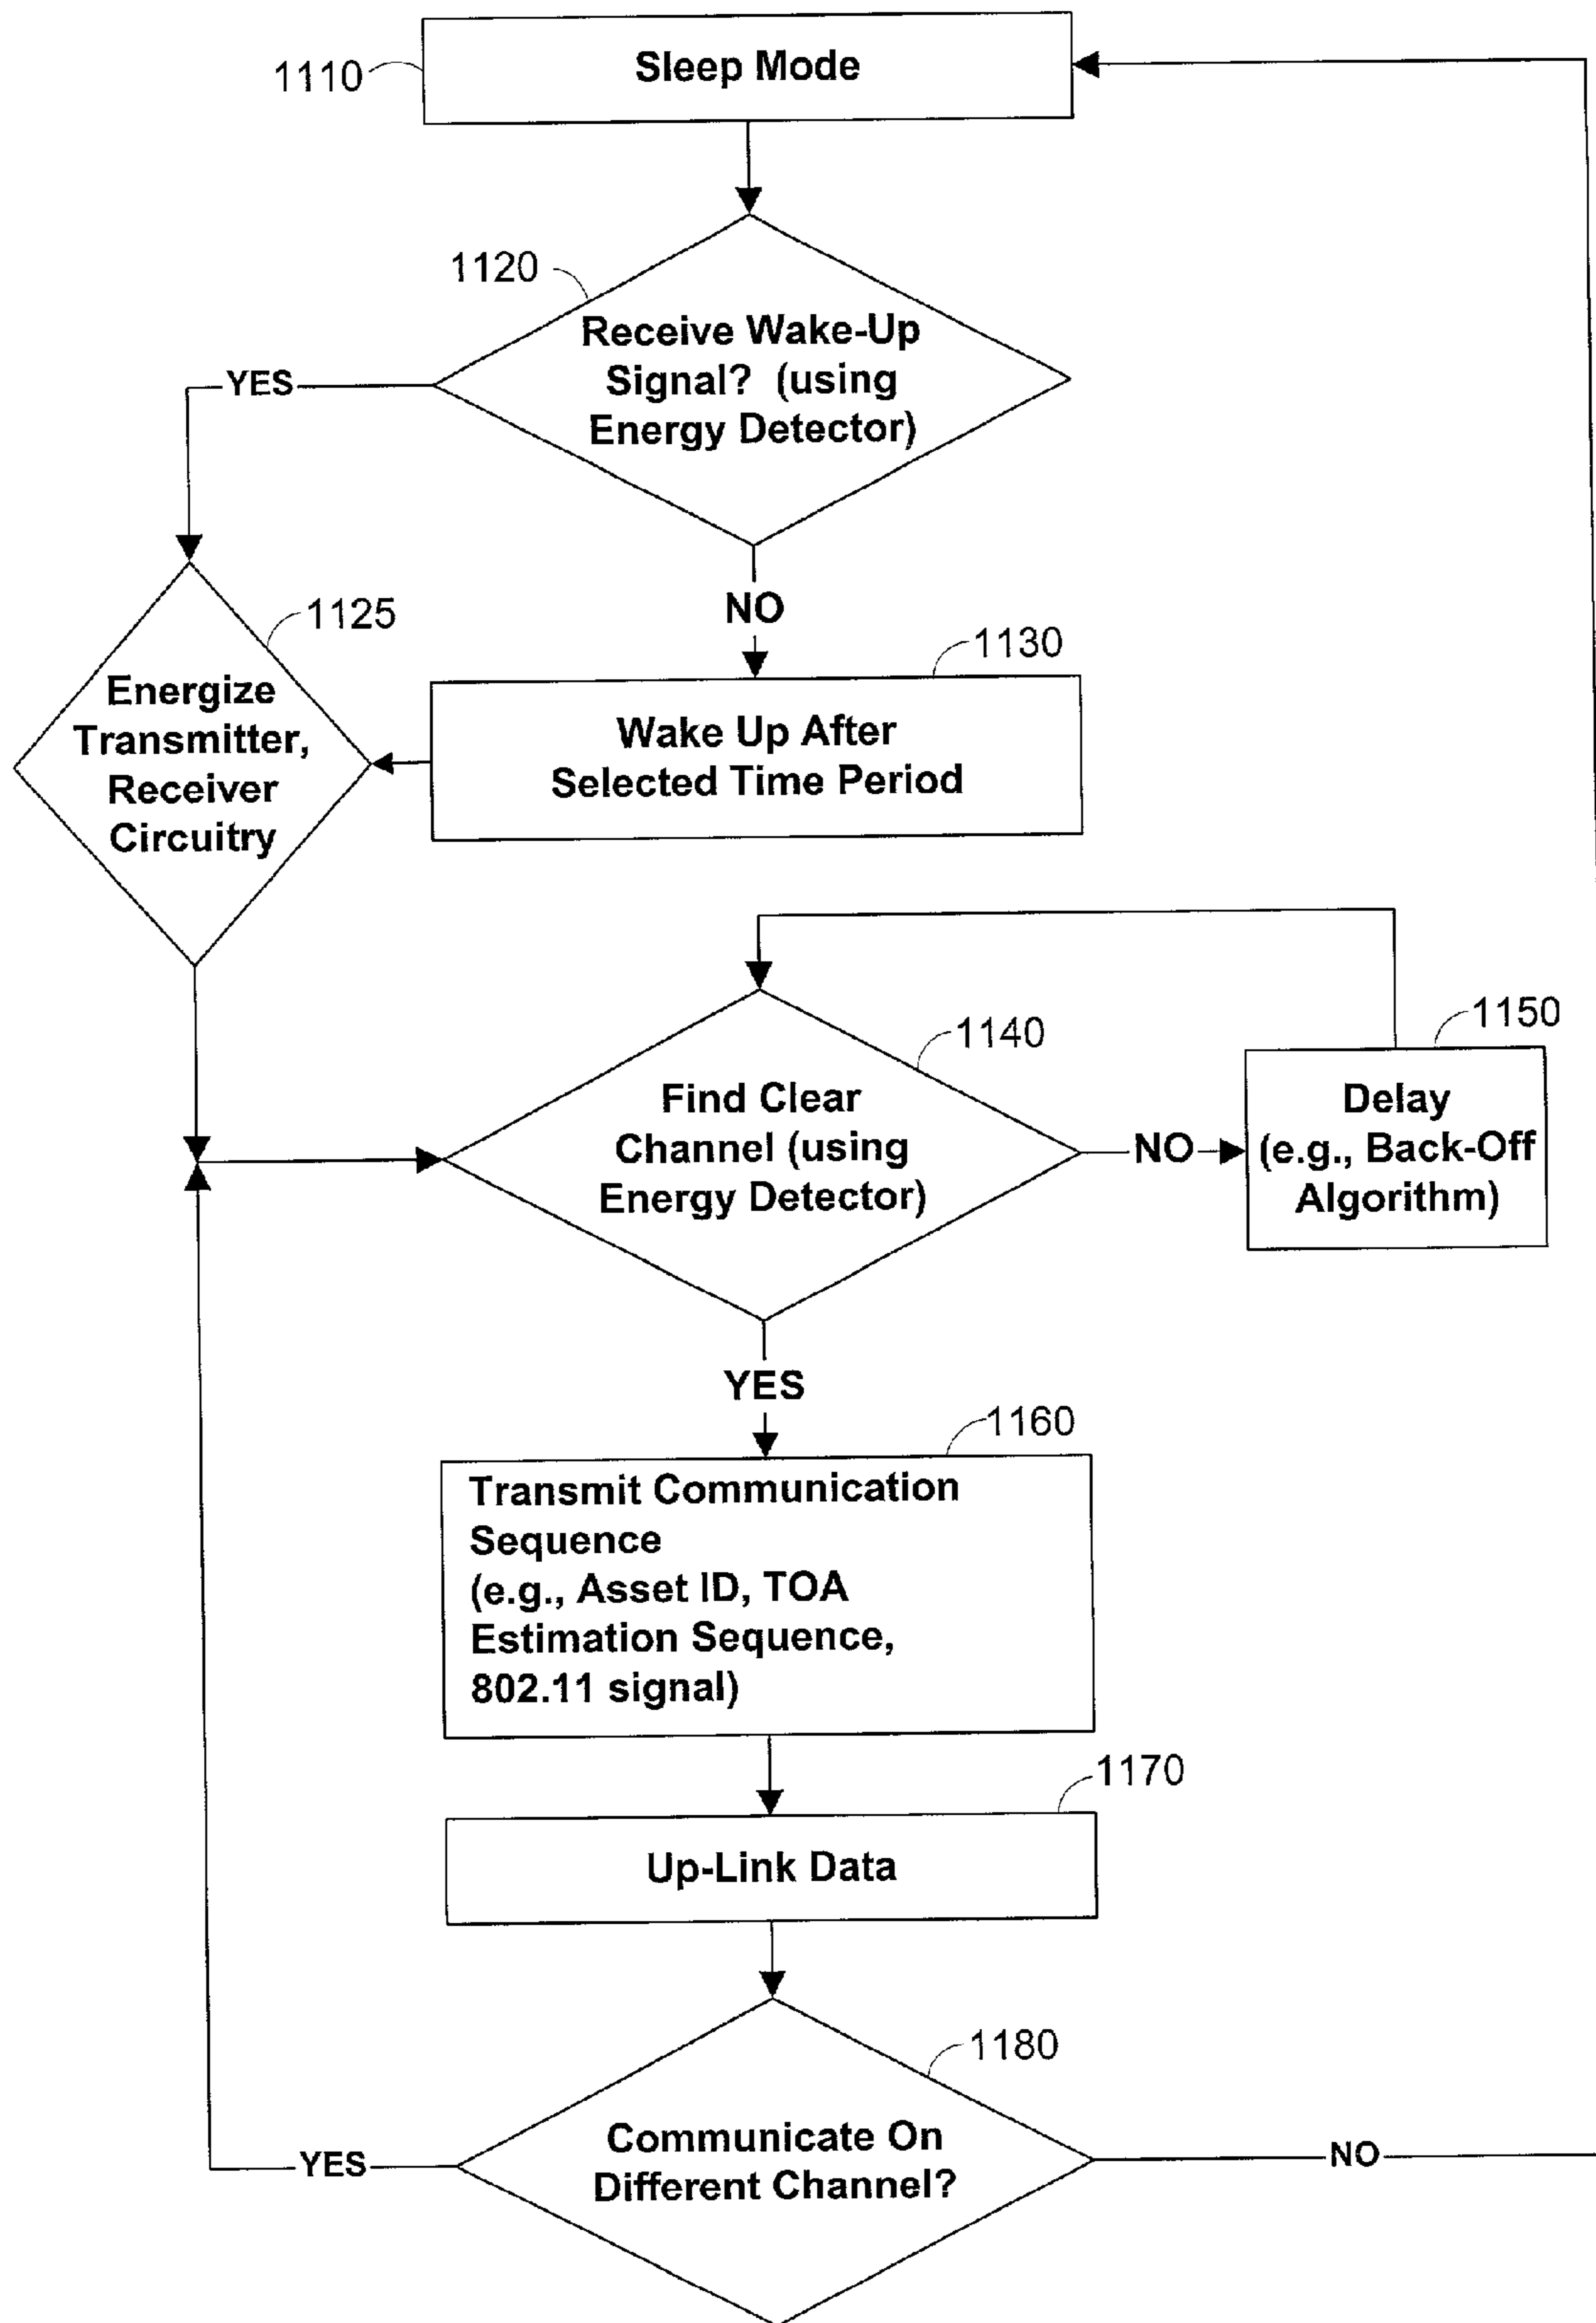 1110
Sleep Mode
1120
Receive Wake-Up
Signal? (using
Energy Detector)
YES
NO
1125
Energize
Transmitter,
Receiver
Circuitry
1130
Wake Up After
Selected Time Period
1140
Find Clear
Channel (using
Energy Detector)
NO
1150
Delay
(e.g., Back-Off
Algorithm)
YES
1160
Transmit Communication
Sequence
(e.g., Asset ID, TOA
Estimation Sequence,
802.11 signal)
1170
Up-Link Data
1180
Communicate On
Different Channel?
YES
NO